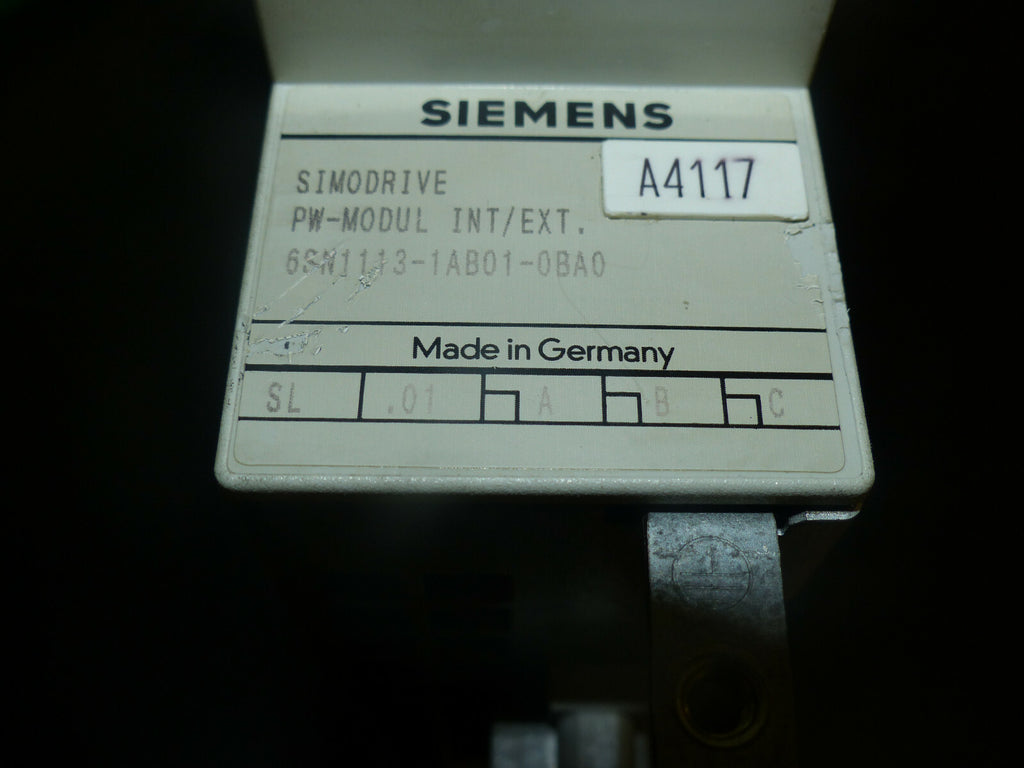 SIEMENS
A4117
SIMODRIVE
PW-MODUL INT/EXT.
6SN1113-1AB01-0BA0
Made in Germany
SL .01 A B C